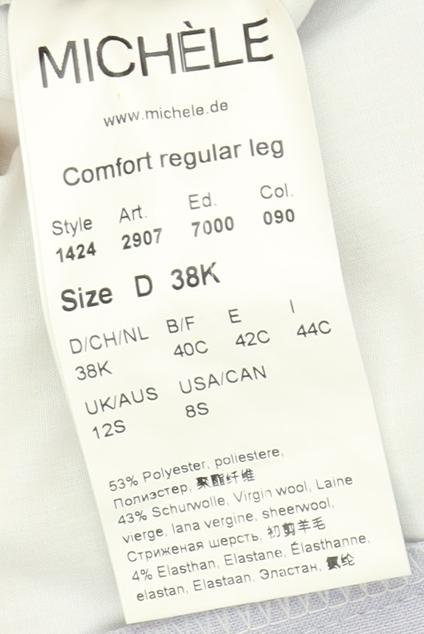 MICHÈLE
www.michele.de
Comfort regular leg
Style Art. Ed. Col.
1424 2907 7000 090
Size D 38K
D/CH/NL B/F E I
38K 40C 42C 44C
UK/AUS USA/CAN
12S 8S
53% Polyester, poliestere,
Полиэстер, 聚酯纤维
43% Schurwolle, Virgin wool, Laine
vierge, lana vergine, sheerwool,
Стриженая шерсть, 初剪羊毛
4% Elasthan, Elastane, Élasthanne,
elastan, Elastaan, Эластан, 氨纶